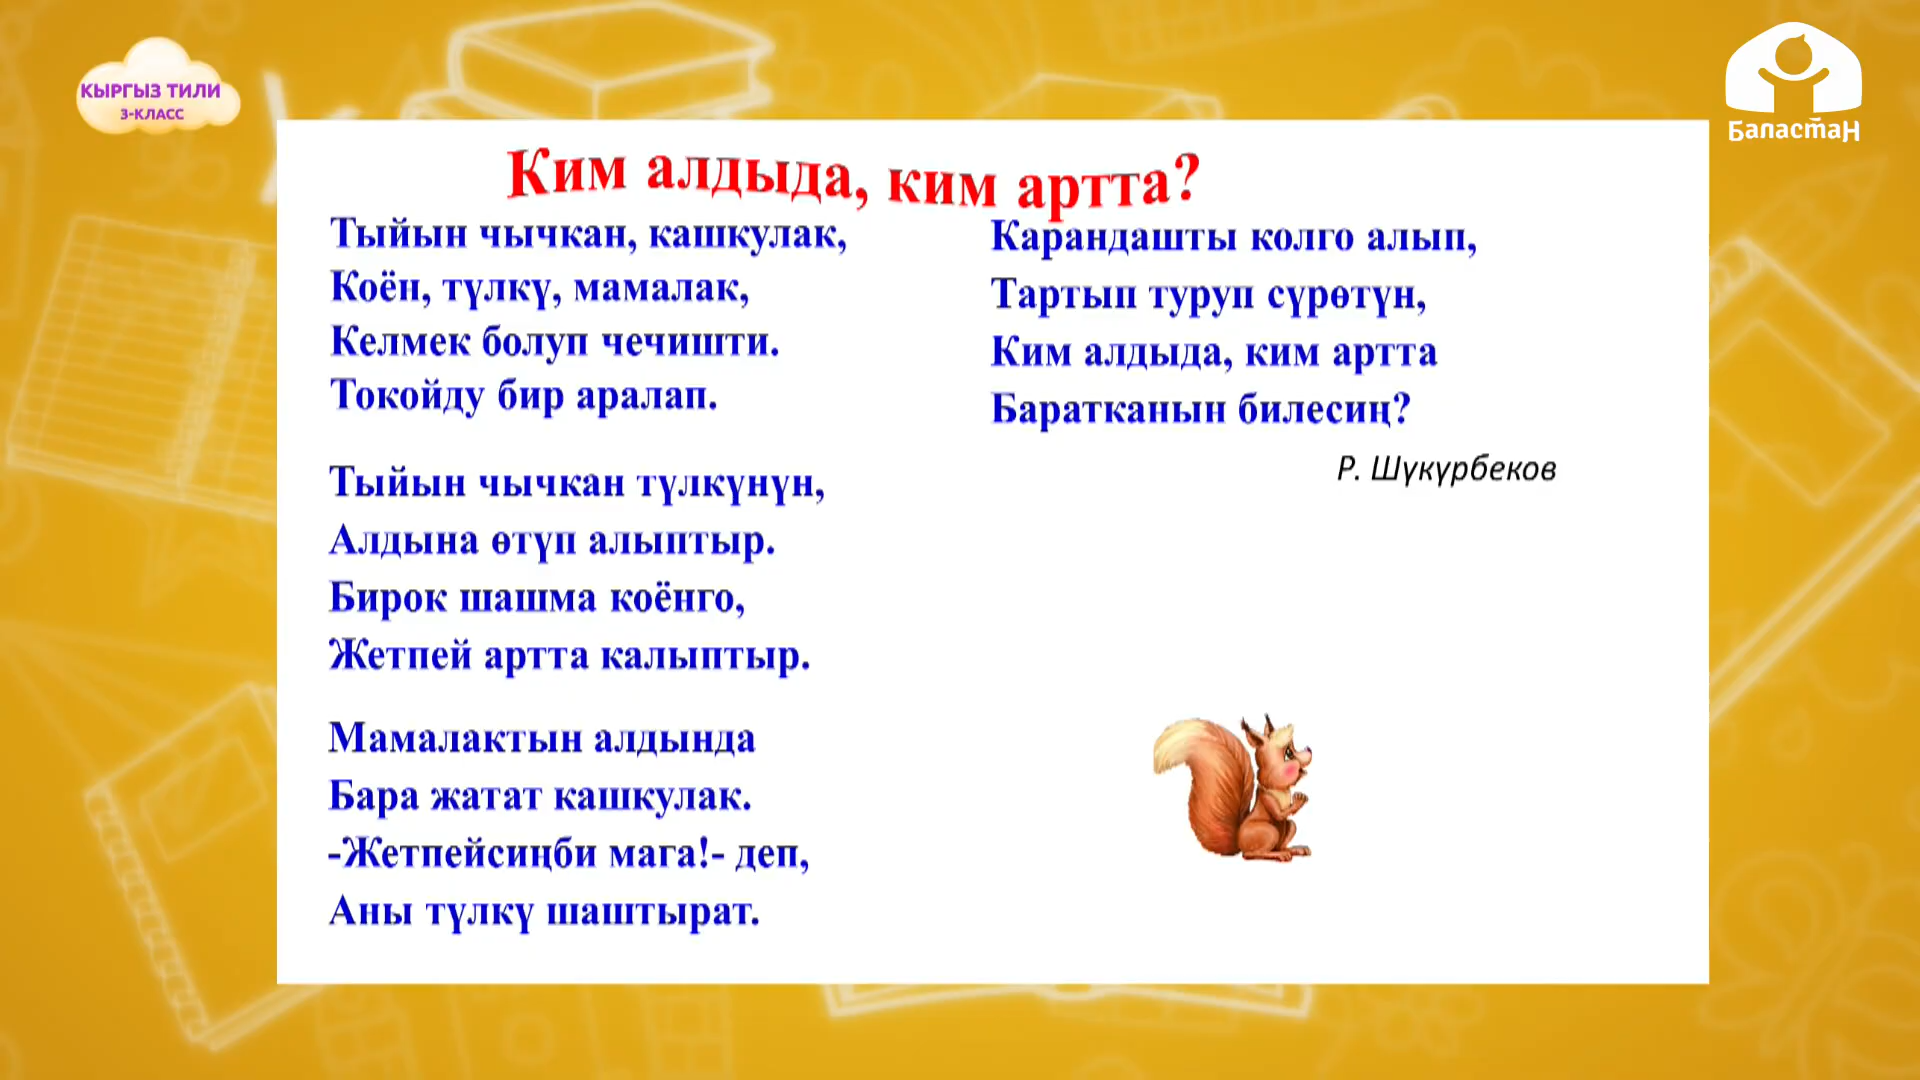 КЫРГЫЗ ТИЛИ
3-КЛАСС
Баластан
Ким алдыда, ким артта?
Тыйын чычкан, кашкулак,
Коён, түлкү, мамалак,
Келмек болуп чечишти.
Токойду бир аралап.
Тыйын чычкан түлкүнүн,
Алдына өтүп алыптыр.
Бирок шашма коёнго,
Жетпей артта калыптыр.
Мамалактын алдында
Бара жатат кашкулак.
-Жетпейсиңби мага!- деп,
Аны түлкү шаштырат.
Карандашты колго алып,
Тартып туруп сүрөтүн,
Ким алдыда, ким артта
Баратканын билесиң?
Р. Шүкүрбеков